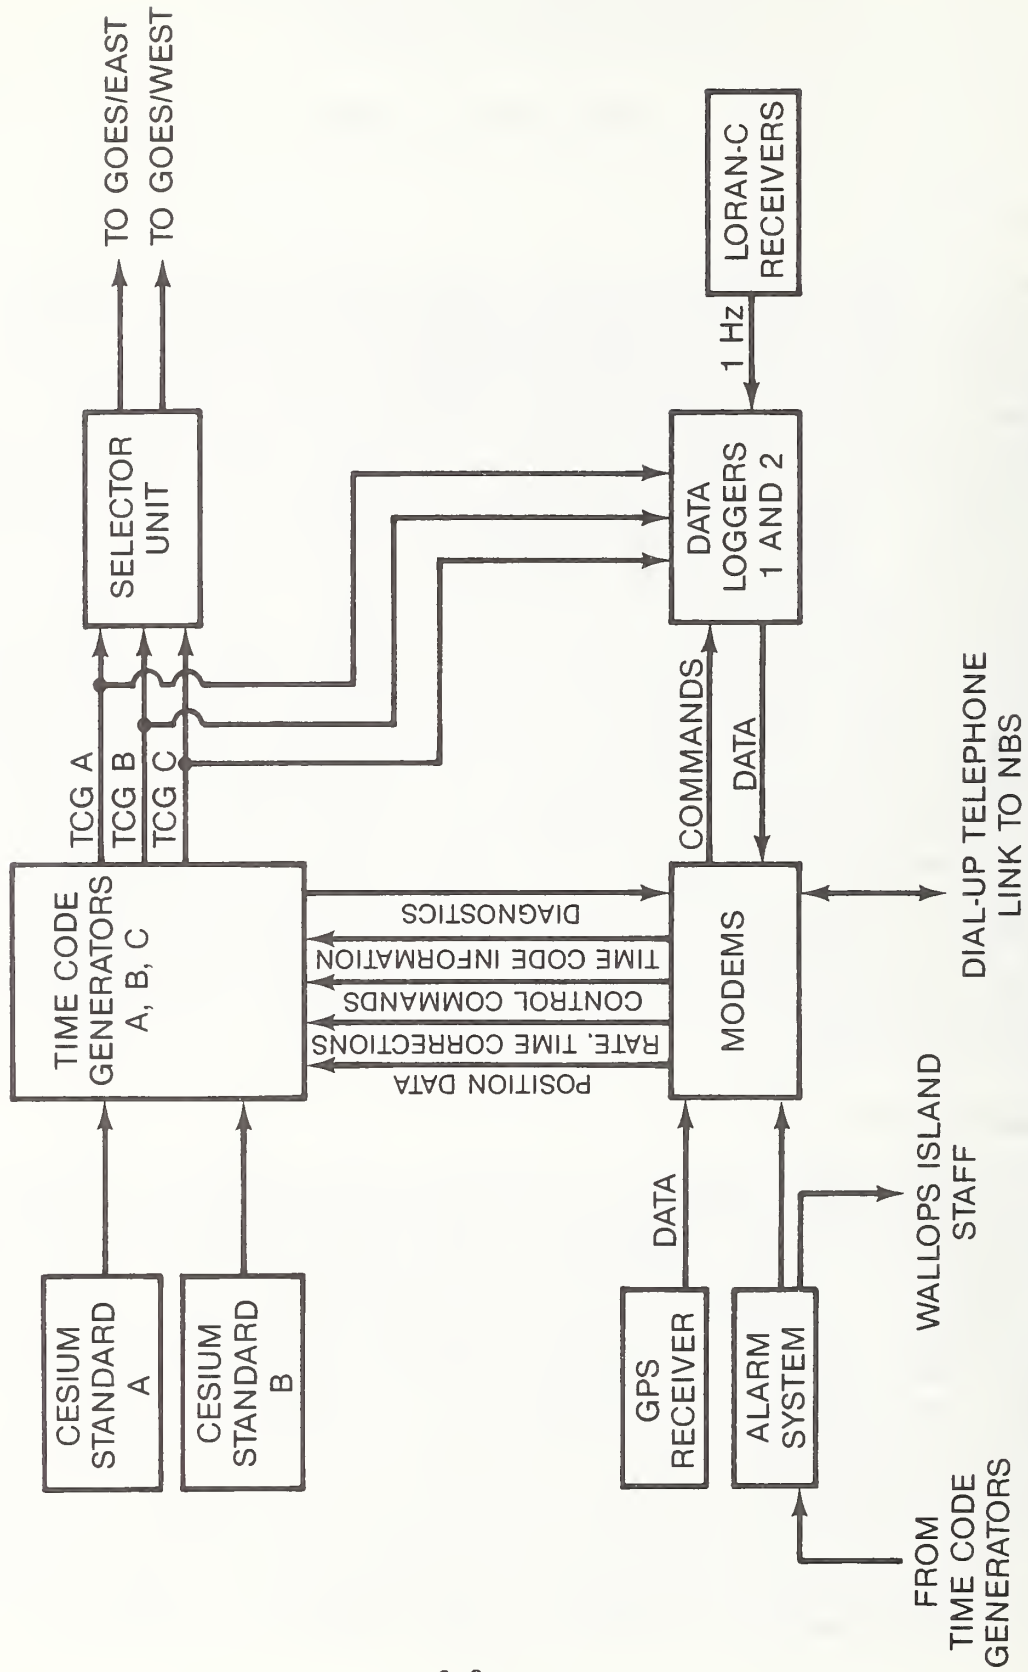 CESIUM
STANDARD
A
CESIUM
STANDARD
B
TIME CODE
GENERATORS
A, B, C
TCG A
TCG B
TCG C
SELECTOR
UNIT
TO GOES/EAST
TO GOES/WEST
POSITION DATA
RATE, TIME CORRECTIONS
CONTROL COMMANDS
TIME CODE INFORMATION
DIAGNOSTICS
GPS
RECEIVER
DATA
ALARM
SYSTEM
MODEMS
COMMANDS
DATA
DATA
LOGGERS
1 AND 2
1 Hz
LORAN-C
RECEIVERS
FROM
TIME CODE
GENERATORS
WALLOPS ISLAND
STAFF
DIAL-UP TELEPHONE
LINK TO NBS